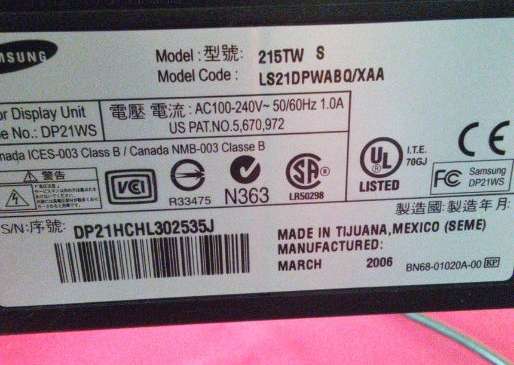 SAMSUNG
Model : 型號: 215TW S
Model Code : LS21DPWABQ/XAA
or Display Unit
e No.: DP21WS
電壓 電流 : AC100-240V~ 50/60Hz 1.0A
US PAT.NO.5,670,972
nada ICES-003 Class B / Canada NMB-003 Classe B
警告
VCCI
R33475
N363
SA
LR50298
UL
LISTED
I.T.E.
70GJ
CE
FC
Samsung
DP21WS
製造國:製造年月:
S/N:序號: DP21HCHL302535J
MADE IN TIJUANA,MEXICO (SEME)
MANUFACTURED:
MARCH 2006
BN68-01020A-00